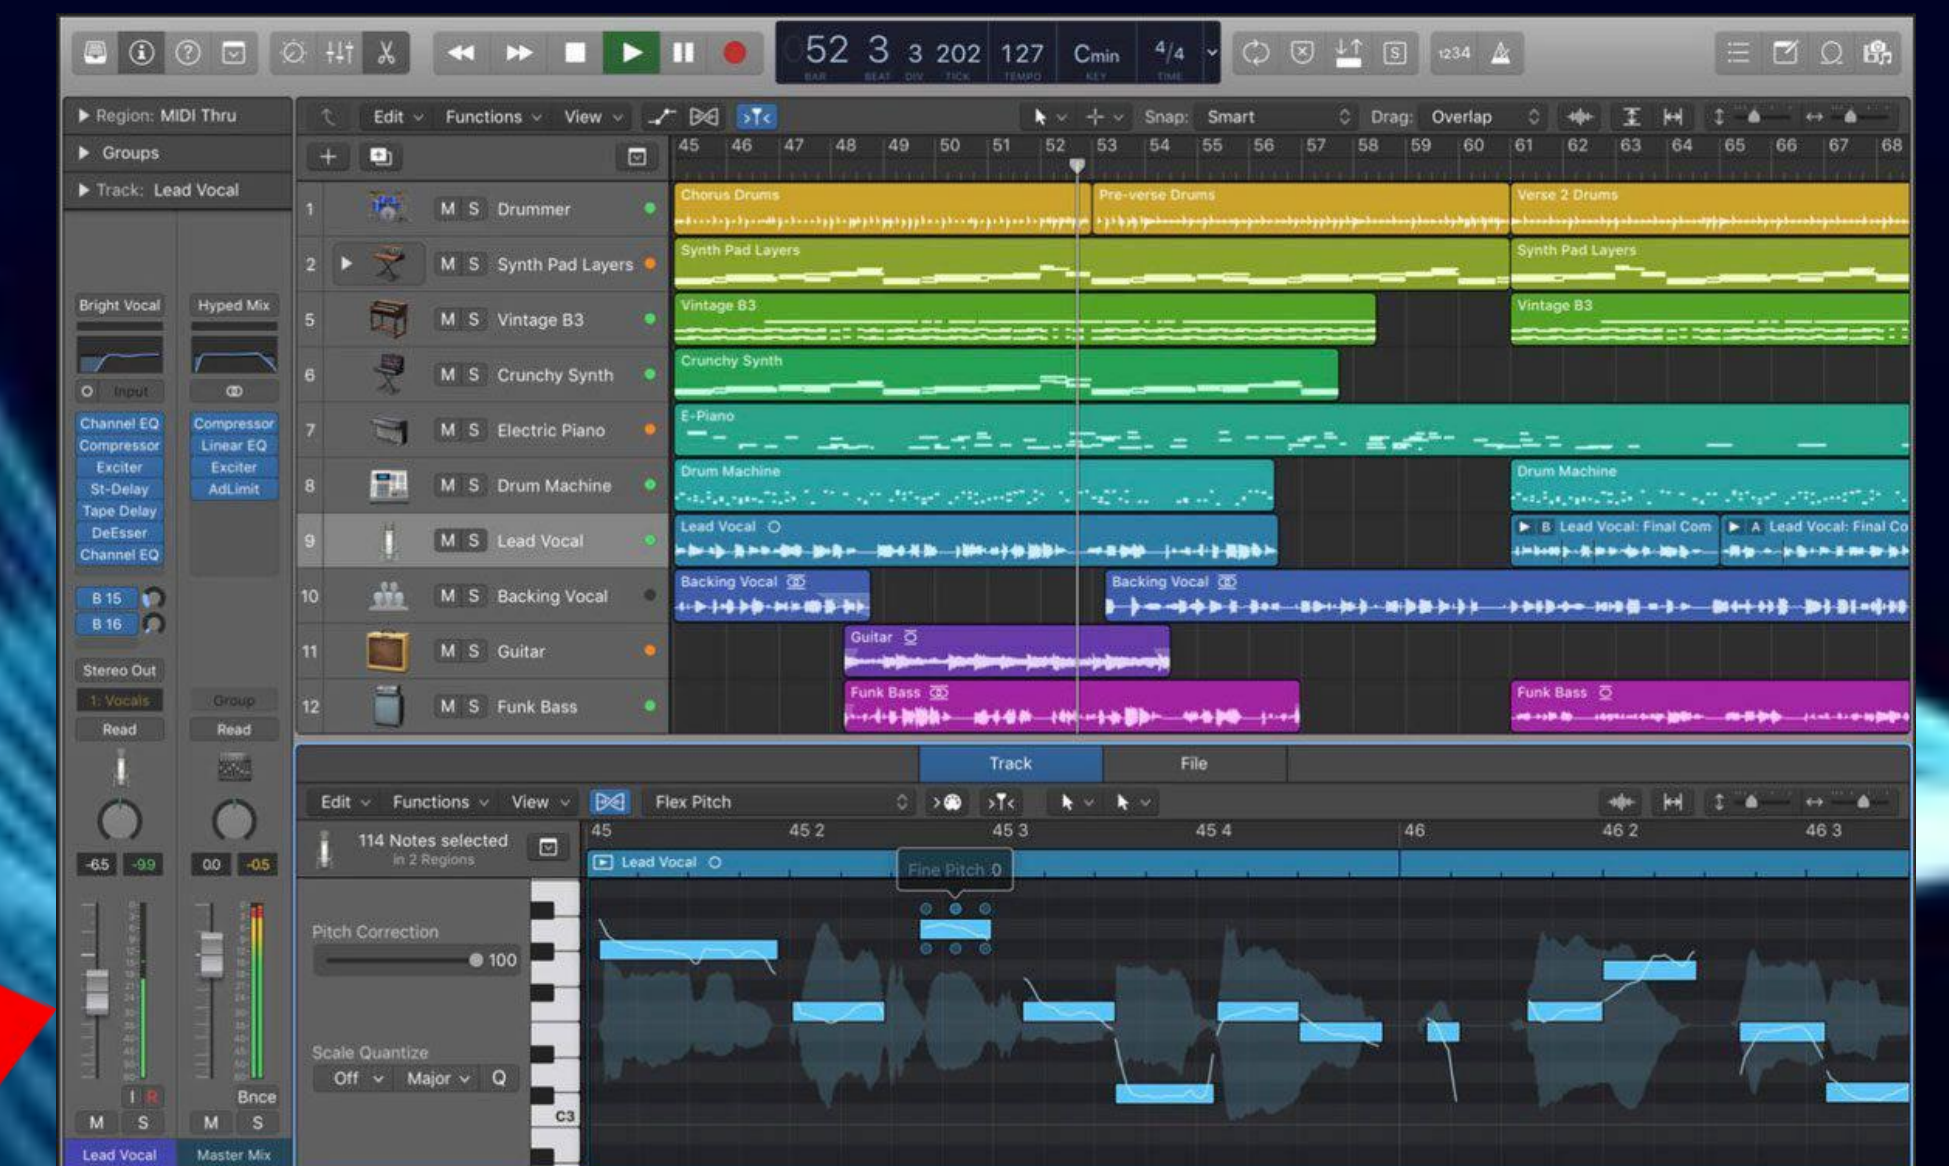 52 3 3 202 127 Cmin 4/4
BAR BEAT DIV TICK TEMPO KEY TIME
S 1234
Region: MIDI Thru
Groups
Track: Lead Vocal
Edit Functions View Snap: Smart Drag: Overlap
45 46 47 48 49 50 51 52 53 54 55 56 57 58 59 60 61 62 63 64 65 66 67 68
1 M S Drummer
Chorus Drums Pre-verse Drums Verse 2 Drums
2 M S Synth Pad Layers
Synth Pad Layers Synth Pad Layers
5 M S Vintage B3
Vintage B3 Vintage B3
6 M S Crunchy Synth
Crunchy Synth
7 M S Electric Piano
E-Piano
8 M S Drum Machine
Drum Machine Drum Machine
9 M S Lead Vocal
Lead Vocal B Lead Vocal: Final Com A Lead Vocal: Final Co
10 M S Backing Vocal
Backing Vocal Backing Vocal
11 M S Guitar
Guitar
12 M S Funk Bass
Funk Bass Funk Bass
Bright Vocal Hyped Mix
Input
Channel EQ Compressor
Compressor Linear EQ
Exciter Exciter
St-Delay AdLimit
Tape Delay
DeEsser
Channel EQ
B 15
B 16
Stereo Out
1: Vocals Group
Read Read
-6.5 -9.9 0.0 -0.5
I R Bnce
M S M S
Lead Vocal Master Mix
Track File
Edit Functions View Flex Pitch
114 Notes selected
in 2 Regions
45 45 2 45 3 45 4 46 46 2 46 3
Lead Vocal
Fine Pitch 0
Pitch Correction
100
Scale Quantize
Off Major Q
C3